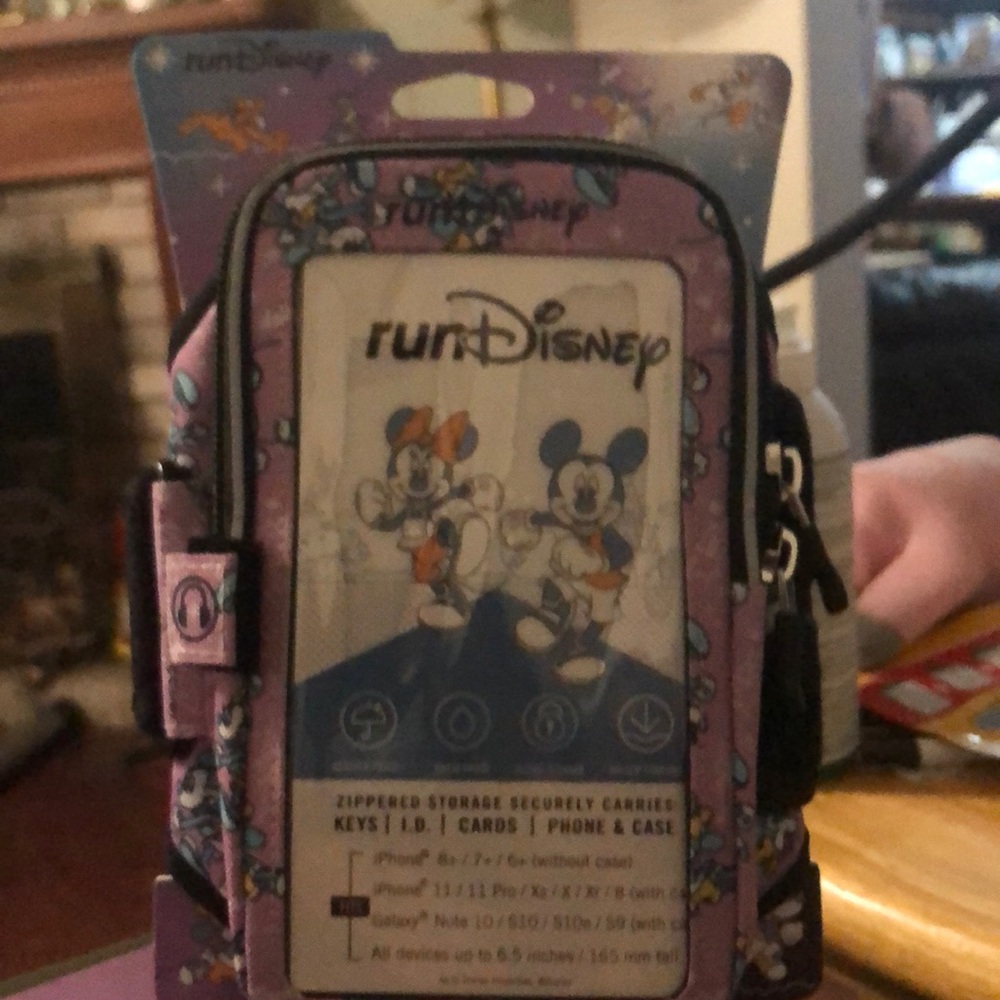 runDisney
runDisney
runDisney
ZIPPERED STORAGE SECURELY CARRIES
KEYS | I.D. | CARDS | PHONE & CASE
iPhone® 8+ / 7+ / 6+ (without case)
iPhone® 11 / 11 Pro / Xs / X / Xr / 8 (with
Galaxy® Note 10 / S10 / S10e / S9 (with
All devices up to 6.5 inches / 165 mm tall